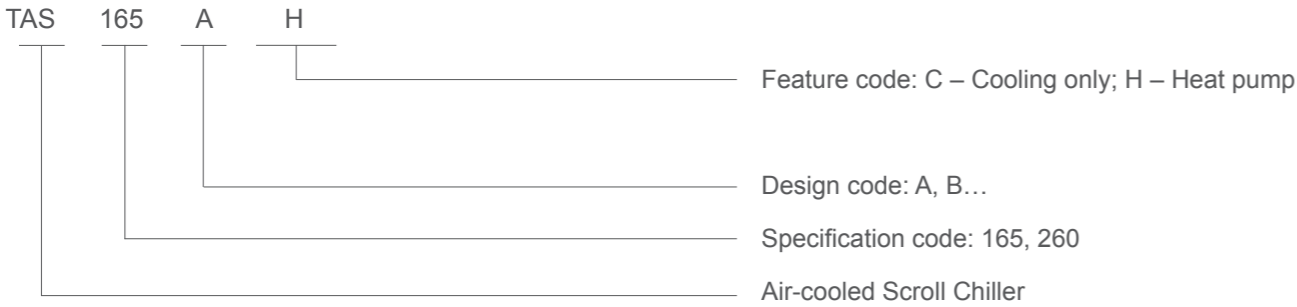 TAS 165 A H
Feature code: C – Cooling only; H – Heat pump
Design code: A, B…
Specification code: 165, 260
Air-cooled Scroll Chiller